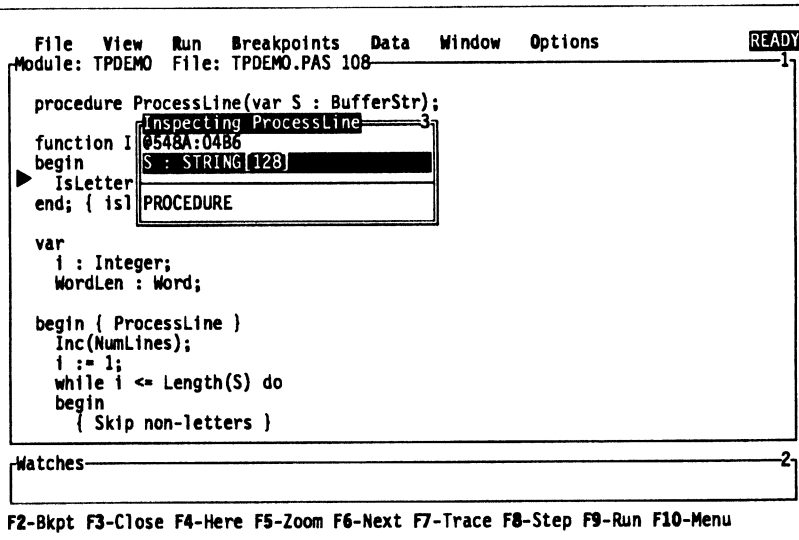 File View Run Breakpoints Data Window Options READY
Module: TPDEMO File: TPDEMO.PAS 108 1
procedure ProcessLine(var S : BufferStr);
Inspecting ProcessLine 3
function I @548A:04B6
begin S : STRING[128]
IsLetter
end; { isl PROCEDURE
var
i : Integer;
WordLen : Word;
begin { ProcessLine }
Inc(NumLines);
i := 1;
while i <= Length(S) do
begin
{ Skip non-letters }
Watches 2
F2-Bkpt F3-Close F4-Here F5-Zoom F6-Next F7-Trace F8-Step F9-Run F10-Menu